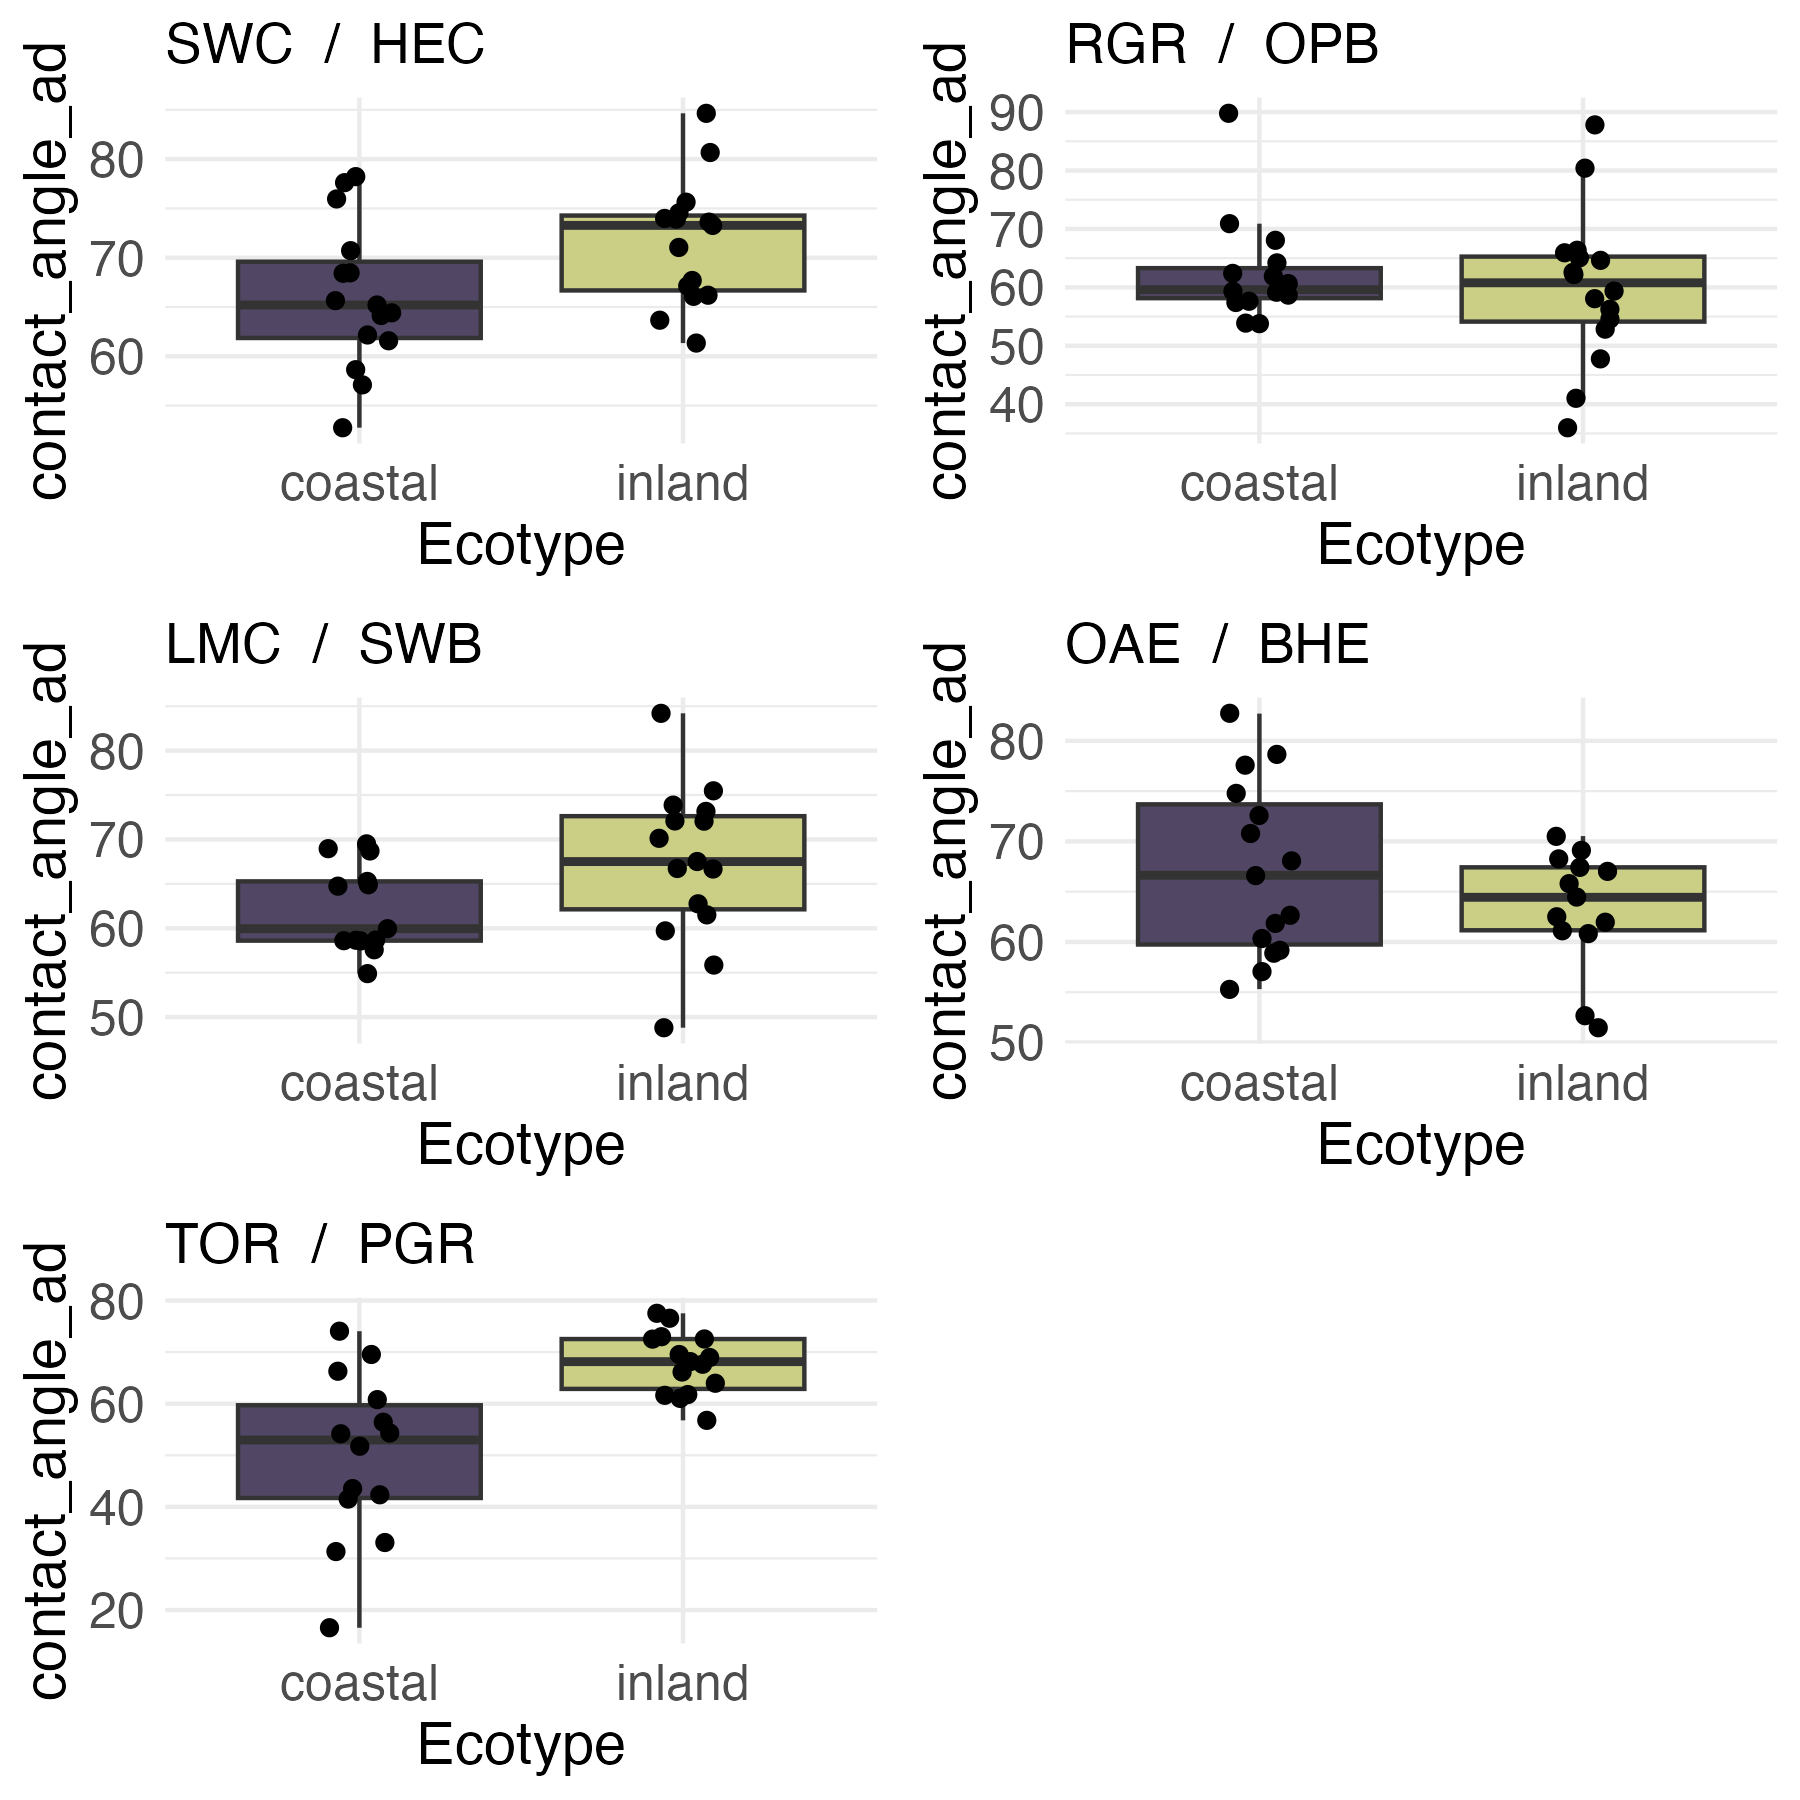 SWC / HEC
contact_angle_ad
80
70
60
coastal inland
Ecotype
RGR / OPB
contact_angle_ad
90
80
70
60
50
40
coastal inland
Ecotype
LMC / SWB
contact_angle_ad
80
70
60
50
coastal inland
Ecotype
OAE / BHE
contact_angle_ad
80
70
60
50
coastal inland
Ecotype
TOR / PGR
contact_angle_ad
80
60
40
20
coastal inland
Ecotype